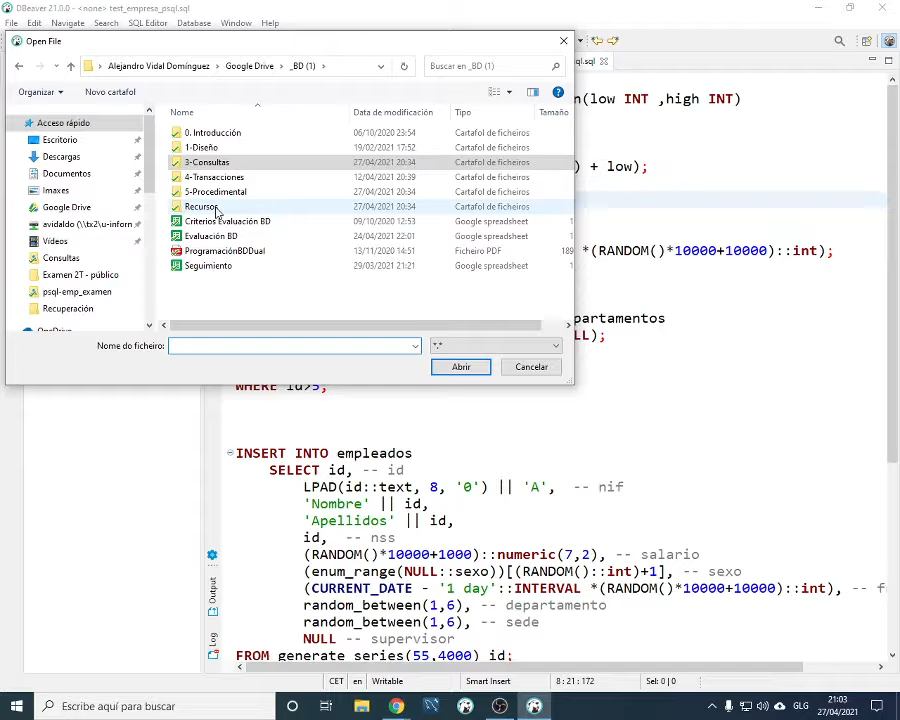 DBeaver 21.0.0 - <none> test_empresa_psql.sql
File Edit Navigate Search SQL Editor Database Window Help
Open File
Alejandro Vidal Domínguez > Google Drive > _BD (1) >
Buscar en _BD (1)
Organizar Novo cartafol
Nome Data de modificación Tipo Tamaño
Acceso rápido
Escritorio
Descargas
Documentos
Imaxes
Google Drive
avidaldo (\\tx2\u-inforn
Vídeos
Consultas
Examen 2T - público
psql-emp_examen
Recuperación
0. Introducción 06/10/2020 23:54 Cartafol de ficheiros
1-Diseño 19/02/2021 17:52 Cartafol de ficheiros
3-Consultas 27/04/2021 20:34 Cartafol de ficheiros
4-Transacciones 12/04/2021 20:39 Cartafol de ficheiros
5-Procedimental 27/04/2021 20:34 Cartafol de ficheiros
Recursos 27/04/2021 20:34 Cartafol de ficheiros
Criterios Evaluación BD 09/10/2020 12:53 Google spreadsheet 1
Evaluación BD 24/04/2021 22:01 Google spreadsheet 1
ProgramaciónBDDual 13/11/2020 14:51 Ficheiro PDF 189
Seguimiento 29/03/2021 21:21 Google spreadsheet 1
Nome do ficheiro: *.*
Abrir Cancelar
ql.sql
n(low INT ,high INT)
) + low);
*(RANDOM()*10000+10000)::int);
partamentos
LL);
WHERE id>5;
INSERT INTO empleados
SELECT id, -- id
LPAD(id::text, 8, '0') || 'A', -- nif
'Nombre' || id,
'Apellidos' || id,
id, -- nss
(RANDOM()*10000+1000)::numeric(7,2), -- salario
(enum_range(NULL::sexo))[(RANDOM()::int)+1], -- sexo
(CURRENT_DATE - '1 day'::INTERVAL *(RANDOM()*10000+10000)::int), -- f
random_between(1,6), -- departamento
random_between(1,6), -- sede
NULL -- supervisor
FROM generate_series(55,4000) id;
Output
Log
CET en Writable Smart Insert 8 : 21 : 172 Sel: 0 | 0
Escribe aquí para buscar
GLG
21:03
27/04/2021